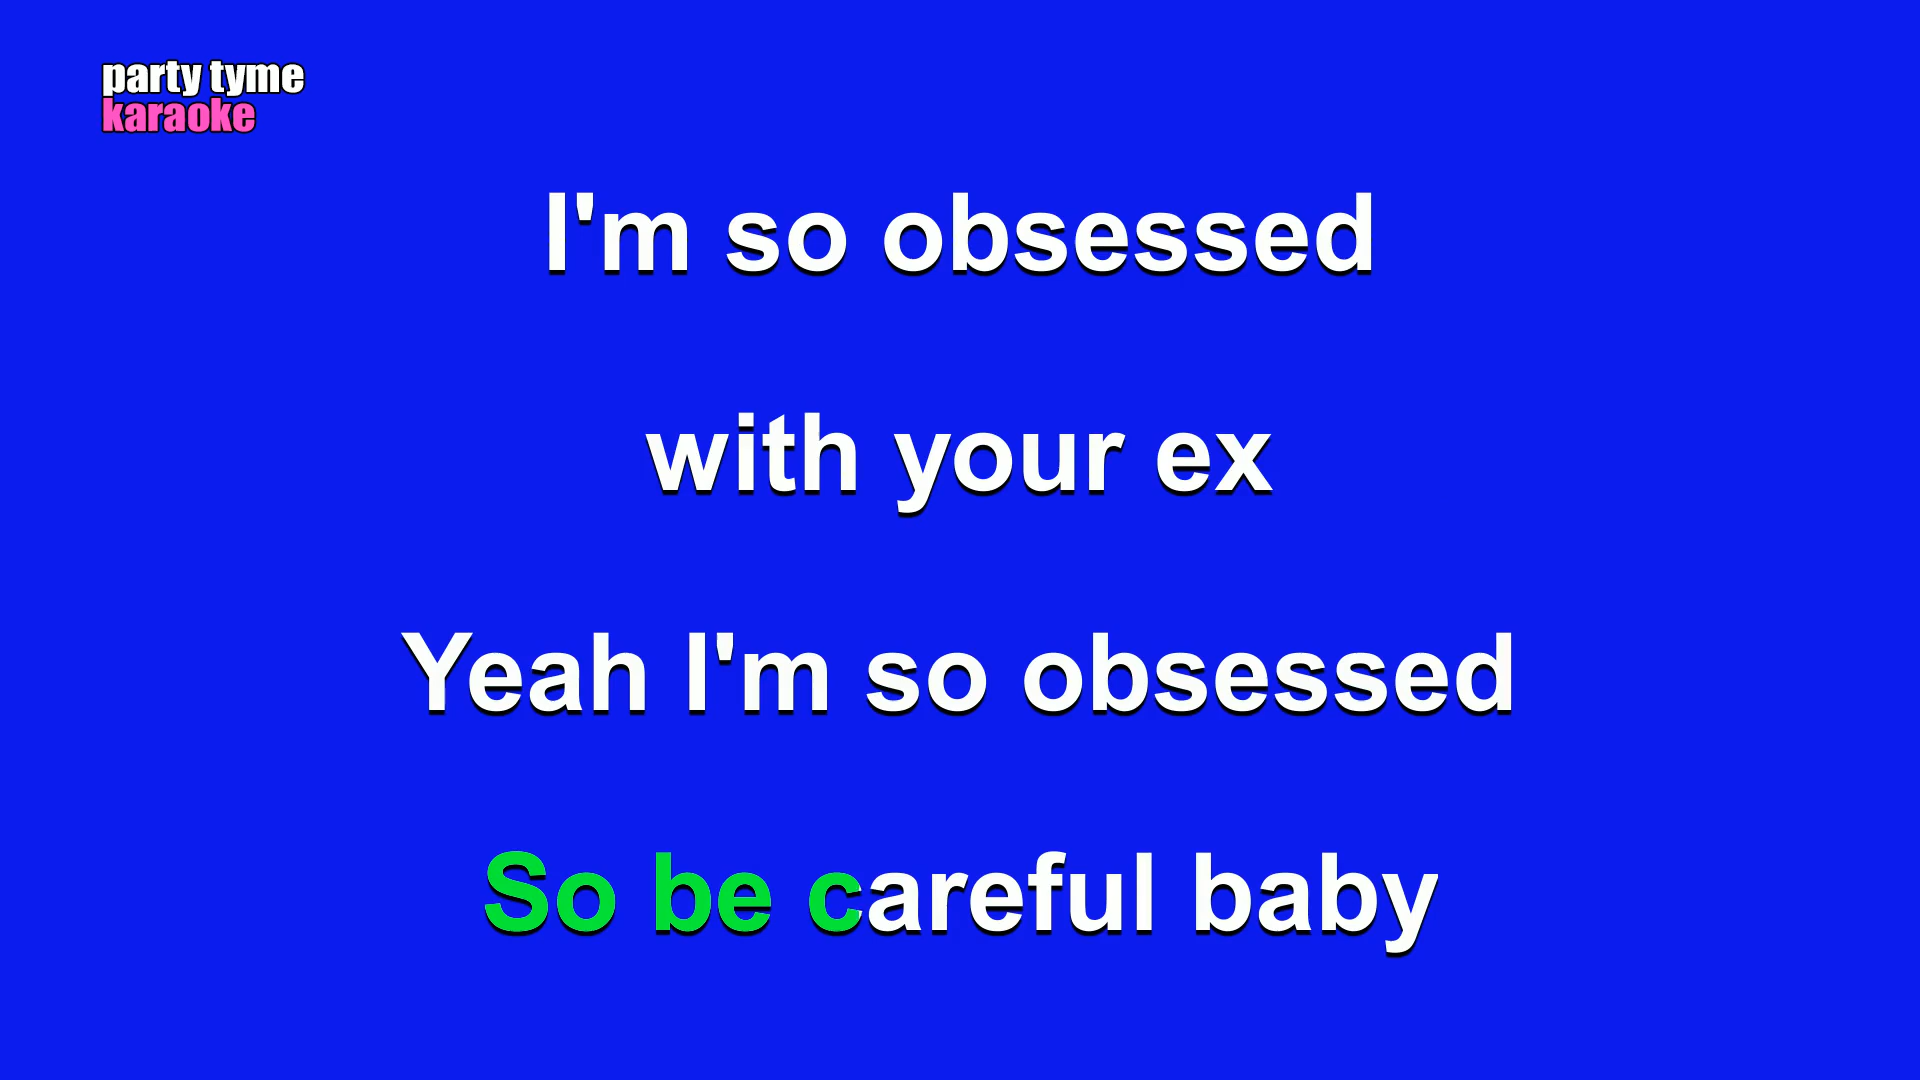 party tyme
karaoke
I'm so obsessed
with your ex
Yeah I'm so obsessed
So be careful baby